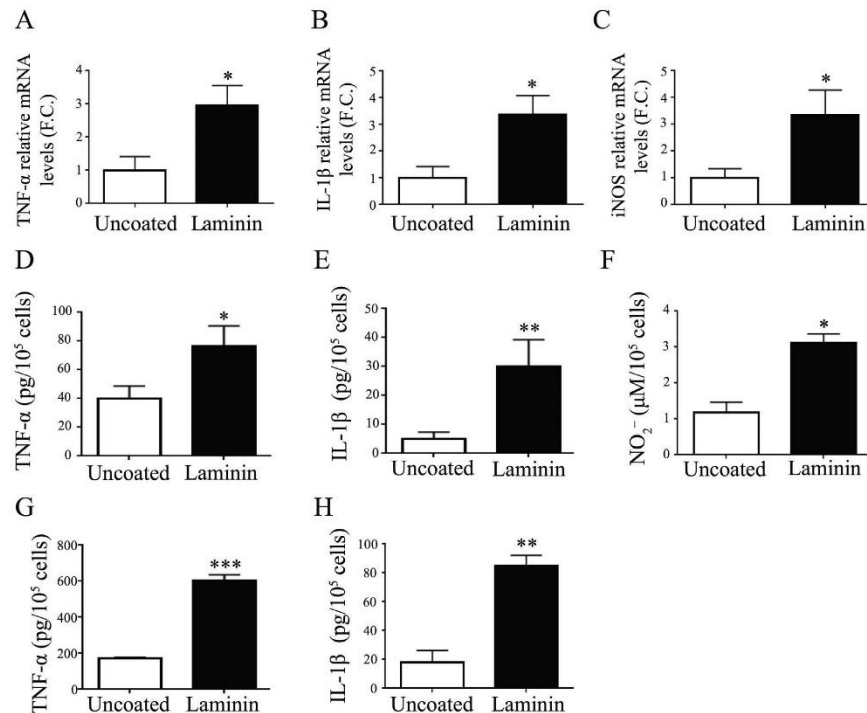 A
TNF-α relative mRNA
levels (F.C.)
4
3
2
1
0
*
Uncoated Laminin
B
IL-1β relative mRNA
levels (F.C.)
5
4
3
2
1
0
*
Uncoated Laminin
C
iNOS relative mRNA
levels (F.C.)
5
4
3
2
1
0
*
Uncoated Laminin
D
TNF-α (pg/10⁵ cells)
100
80
60
40
20
0
*
Uncoated Laminin
E
IL-1β (pg/10⁵ cells)
50
40
30
20
10
0
**
Uncoated Laminin
F
NO₂⁻ (µM/10⁵ cells)
4
3
2
1
0
*
Uncoated Laminin
G
TNF-α (pg/10⁵ cells)
800
600
400
200
0
***
Uncoated Laminin
H
IL-1β (pg/10⁵ cells)
100
80
60
40
20
0
**
Uncoated Laminin